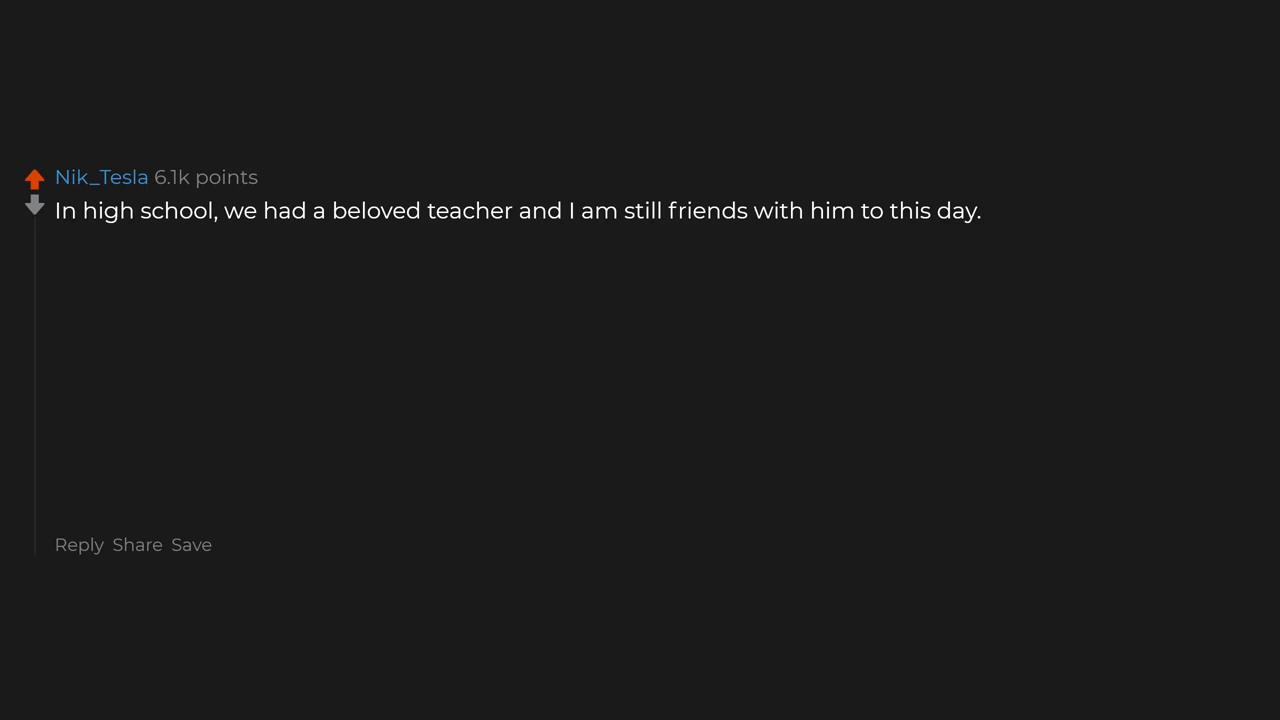 Nik_Tesla 6.1k points
In high school, we had a beloved teacher and I am still friends with him to this day.
Reply Share Save